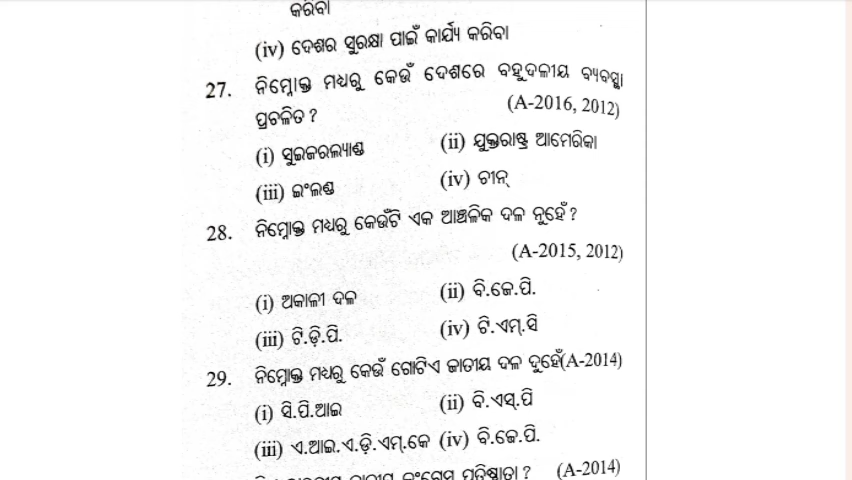 କରିବା
(iv) ଦେଶର ସୁରକ୍ଷା ପାଇଁ କାର୍ଯ୍ୟ କରିବା
27. ନିମ୍ନୋକ୍ତ ମଧ୍ୟରୁ କେଉଁ ଦେଶରେ ବହୁଦଳୀୟ ବ୍ୟବସ୍ଥା
ପ୍ରଚଳିତ ? (A-2016, 2012)
(i) ସୁଇଜରଲ୍ୟାଣ୍ଡ (ii) ଯୁକ୍ତରାଷ୍ଟ୍ର ଆମେରିକା
(iii) ଇଂଲଣ୍ଡ (iv) ଚୀନ୍
28. ନିମ୍ନୋକ୍ତ ମଧ୍ୟରୁ କେଉଁଟି ଏକ ଆଞ୍ଚଳିକ ଦଳ ନୁହେଁ ?
(A-2015, 2012)
(i) ଅକାଳୀ ଦଳ (ii) ବି.ଜେ.ପି.
(iii) ଟି.ଡ଼ି.ପି. (iv) ଟି.ଏମ୍.ସି
29. ନିମ୍ନୋକ୍ତ ମଧ୍ୟରୁ କେଉଁ ଗୋଟିଏ ଜାତୀୟ ଦଳ ଦୁହେଁ(A-2014)
(i) ସି.ପି.ଆଇ (ii) ବି.ଏସ୍.ପି
(iii) ଏ.ଆଇ.ଏ.ଡ଼ି.ଏମ୍.କେ (iv) ବି.ଜେ.ପି.
ଜାତୀୟ କଂଗ୍ରେସ ପ୍ରତିଷ୍ଠାତା ? (A-2014)